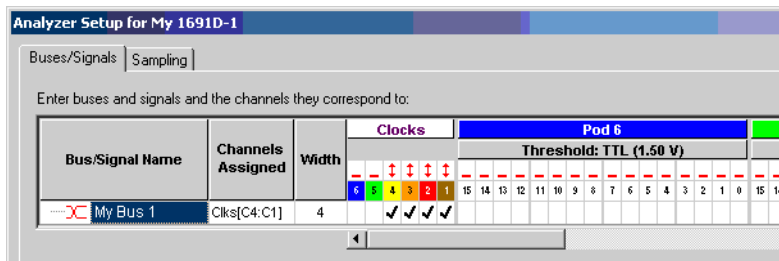 Analyzer Setup for My 1691D-1
Buses/Signals Sampling
Enter buses and signals and the channels they correspond to:
Bus/Signal Name Channels Assigned Width Clocks Pod 6
Threshold: TTL (1.50 V)
6 5 4 3 2 1 15 14 13 12 11 10 9 8 7 6 5 4 3 2 1 0 15
My Bus 1 Clks[C4:C1] 4